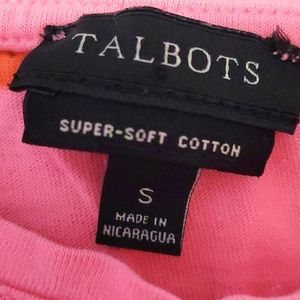 TALBOTS
SUPER-SOFT COTTON
S
MADE IN
NICARAGUA